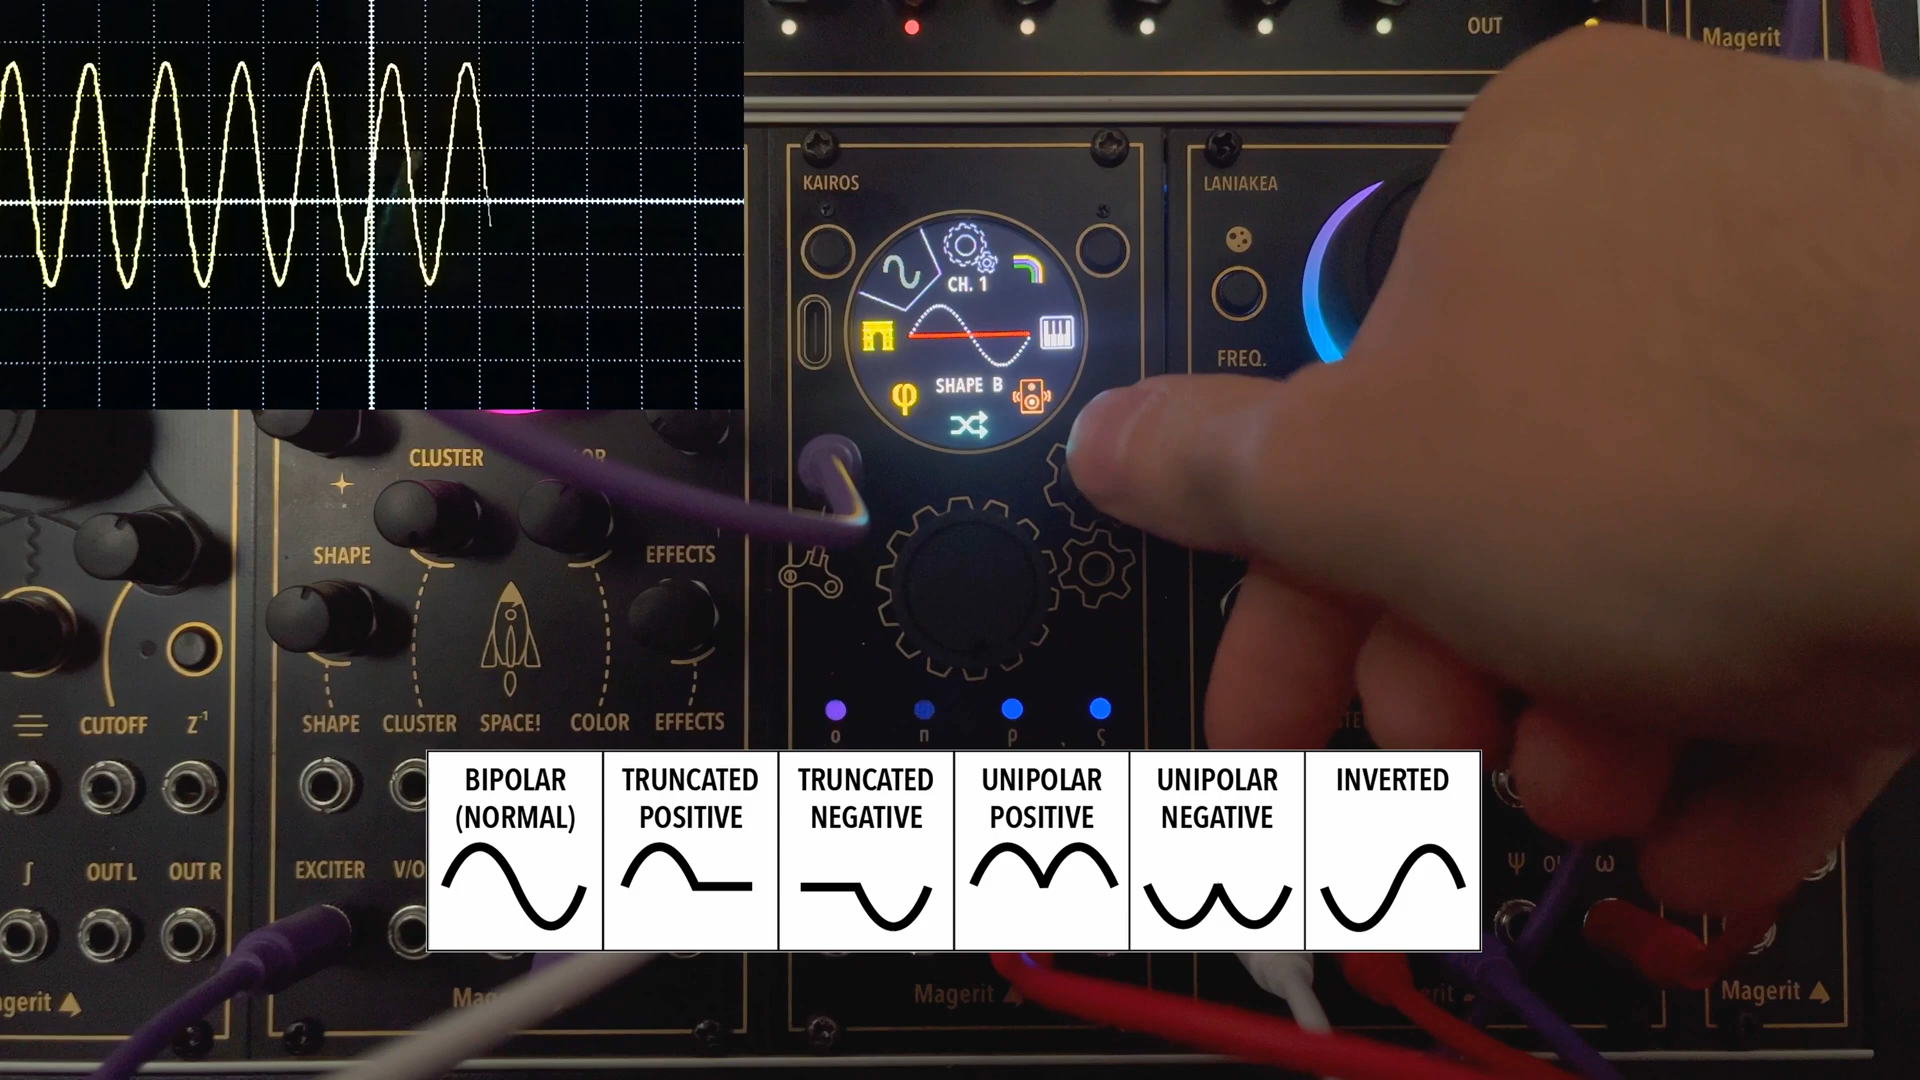 OUT
Magerit
KAIROS
LANIAKEA
CH. 1
SHAPE B
φ
FREQ.
CLUSTER
SHAPE
EFFECTS
SHAPE
CLUSTER
SPACE!
COLOR
EFFECTS
CUTOFF
Z⁻¹
ο
π
ρ
ς
BIPOLAR
(NORMAL)
TRUNCATED
POSITIVE
TRUNCATED
NEGATIVE
UNIPOLAR
POSITIVE
UNIPOLAR
NEGATIVE
INVERTED
∫
OUT L
OUT R
EXCITER
V/O
ψ
ω
Magerit
Magerit